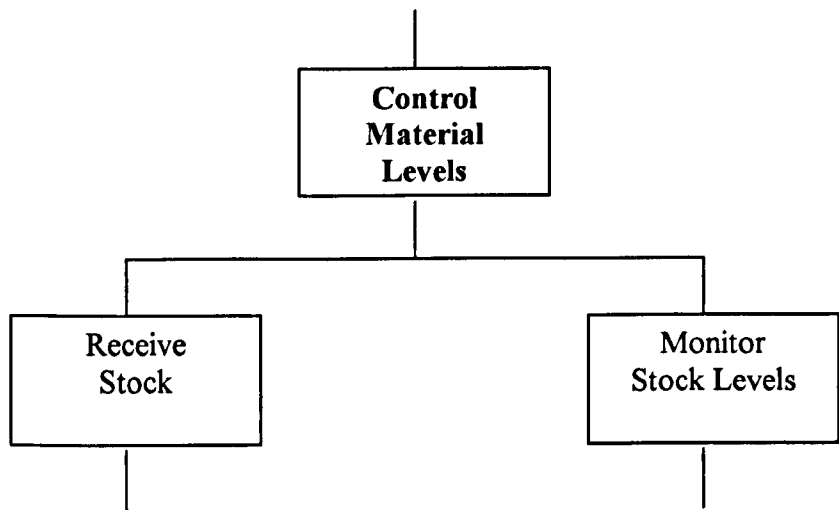 Control
Material
Levels
Receive
Stock
Monitor
Stock Levels